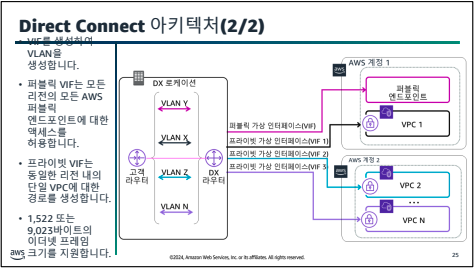 Direct Connect 아키텍처(2/2)
• VIF를 생성하여
VLAN을
생성합니다.
• 퍼블릭 VIF는 모든
리전의 모든 AWS
퍼블릭
엔드포인트에 대한
액세스를
허용합니다.
• 프라이빗 VIF는
동일한 리전 내의
단일 VPC에 대한
경로를 생성합니다.
• 1,522 또는
9,023바이트의
이더넷 프레임
크기를 지원합니다.
DX 로케이션
VLAN Y
VLAN X
VLAN Z
VLAN N
고객
라우터
DX
라우터
퍼블릭 가상 인터페이스(VIF)
프라이빗 가상 인터페이스(VIF 1)
프라이빗 가상 인터페이스(VIF 2)
프라이빗 가상 인터페이스(VIF 3)
AWS 계정 1
aws
퍼블릭
엔드포인트
VPC 1
AWS 계정 2
aws
VPC 2
...
VPC N
aws
©2024, Amazon Web Services, Inc. or its affiliates. All rights reserved.
25